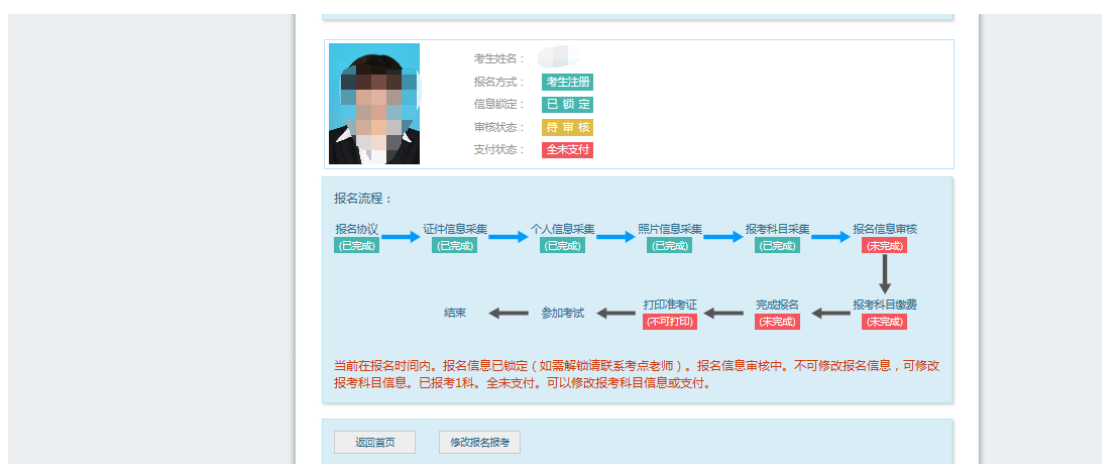 考生姓名：
报名方式： 考生注册
信息锁定： 已 锁 定
审核状态： 待 审 核
支付状态： 全未支付
报名流程：
报名协议 证件信息采集 个人信息采集 照片信息采集 报考科目采集 报名信息审核
(已完成) (已完成) (已完成) (已完成) (已完成) (未完成)
结束 参加考试 打印准考证 完成报名 报考科目缴费
(不可打印) (未完成) (未完成)
当前在报名时间内。报名信息已锁定（如需解锁请联系考点老师）。报名信息审核中。不可修改报名信息，可修改
报考科目信息。已报考1科。全未支付。可以修改报考科目信息或支付。
返回首页 修改报名报考